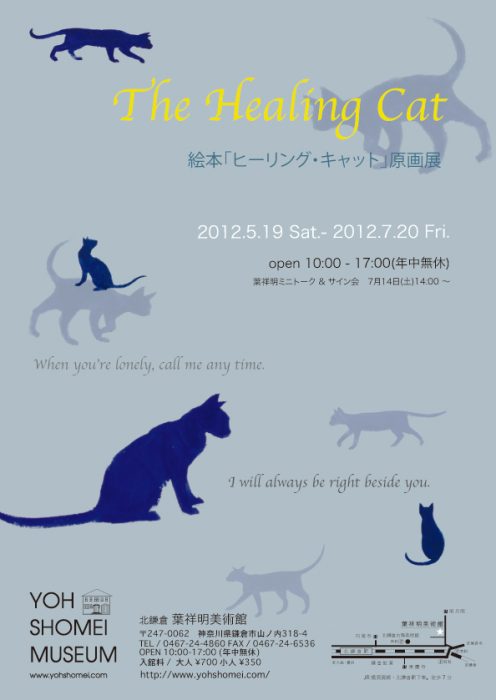 The Healing Cat
絵本「ヒーリング・キャット」原画展
2012.5.19 Sat.- 2012.7.20 Fri.
open 10:00 - 17:00(年中無休)
葉祥明ミニトーク & サイン会　7月14日(土)14:00 ～
When you're lonely, call me any time.
I will always be right beside you.
YOH
SHOMEI
MUSEUM
www.yohshomei.com
北鎌倉 葉祥明美術館
〒247-0062　神奈川県鎌倉市山ノ内318-4
TEL / 0467-24-4860 FAX / 0467-24-6536
OPEN 10:00-17:00 (年中無休)
入館料 / 大人 ¥700 小人 ¥350
http://www.yohshomei.com/
葉祥明美術館